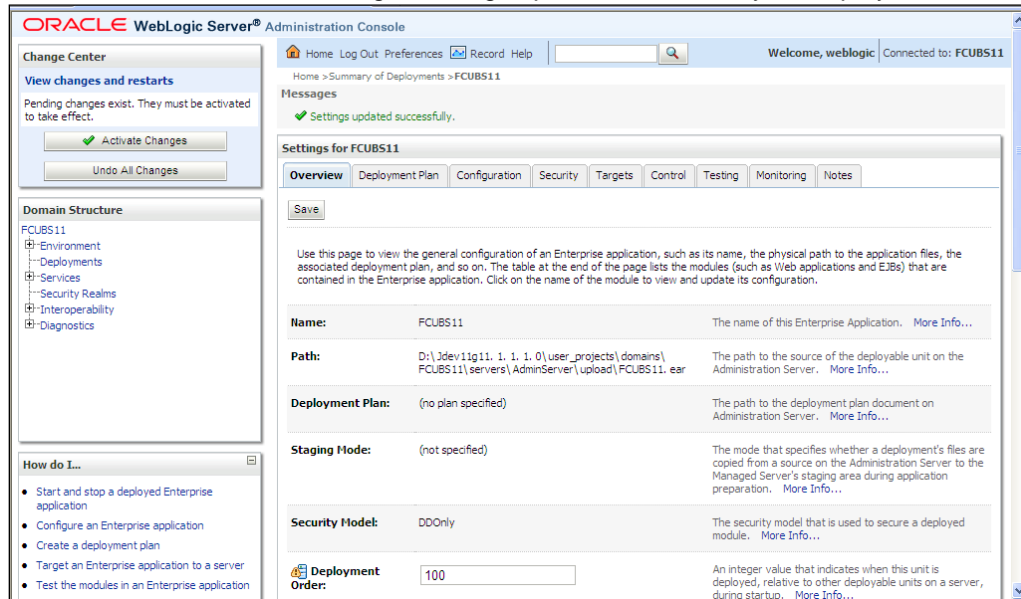 ORACLE WebLogic Server® Administration Console
Change Center
View changes and restarts
Pending changes exist. They must be activated
to take effect.
Activate Changes
Undo All Changes
Domain Structure
FCUBS11
Environment
Deployments
Services
Security Realms
Interoperability
Diagnostics
How do I...
Start and stop a deployed Enterprise
application
Configure an Enterprise application
Create a deployment plan
Target an Enterprise application to a server
Test the modules in an Enterprise application
Home Log Out Preferences Record Help
Welcome, weblogic Connected to: FCUBS11
Home >Summary of Deployments >FCUBS11
Messages
Settings updated successfully.
Settings for FCUBS11
Overview Deployment Plan Configuration Security Targets Control Testing Monitoring Notes
Save
Use this page to view the general configuration of an Enterprise application, such as its name, the physical path to the application files, the
associated deployment plan, and so on. The table at the end of the page lists the modules (such as Web applications and EJBs) that are
contained in the Enterprise application. Click on the name of the module to view and update its configuration.
Name: FCUBS11 The name of this Enterprise Application. More Info...
Path: D:\Jdev11g11. 1. 1. 1. 0\user_projects\domains\ The path to the source of the deployable unit on the
FCUBS11\servers\AdminServer\upload\FCUBS11. ear Administration Server. More Info...
Deployment Plan: (no plan specified) The path to the deployment plan document on
Administration Server. More Info...
Staging Mode: (not specified) The mode that specifies whether a deployment's files are
copied from a source on the Administration Server to the
Managed Server's staging area during application
preparation. More Info...
Security Model: DDOnly The security model that is used to secure a deployed
module. More Info...
Deployment Order: 100 An integer value that indicates when this unit is
deployed, relative to other deployable units on a server,
during startup. More Info...